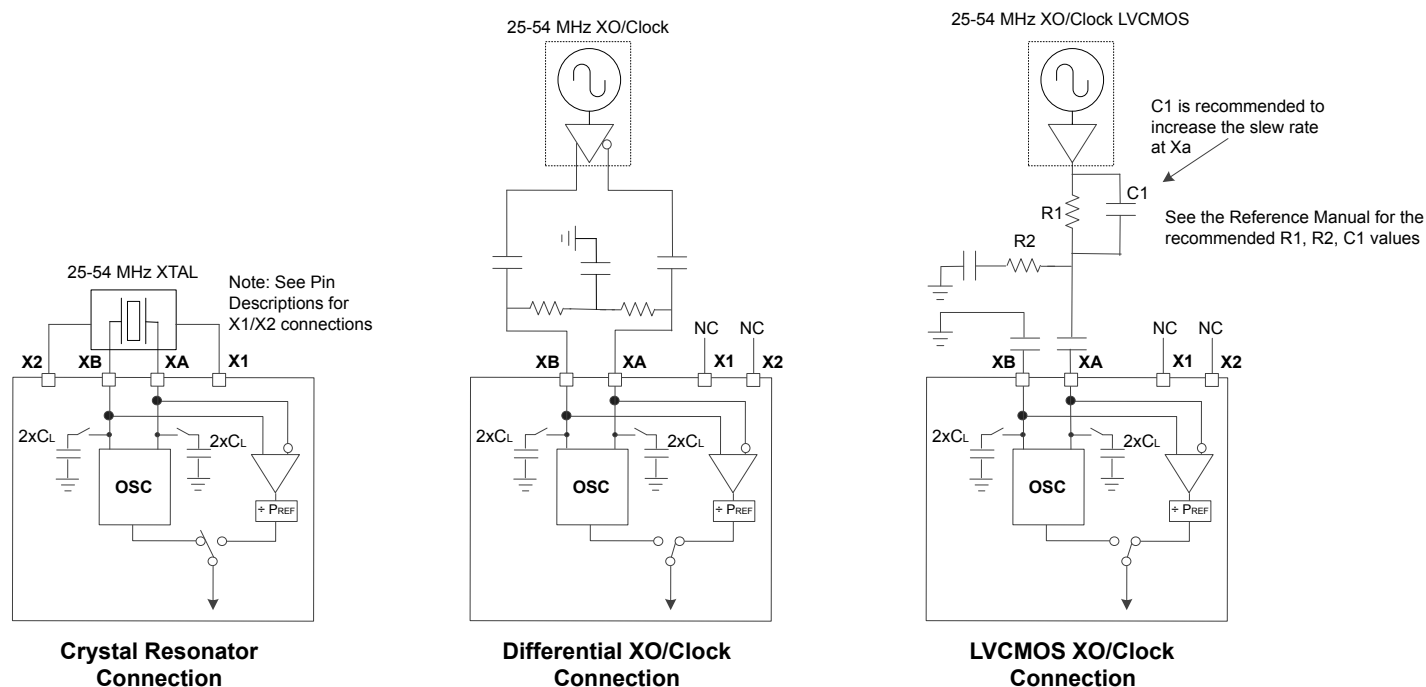 25-54 MHz XTAL
Note: See Pin
Descriptions for
X1/X2 connections
X2 XB XA X1
2xCL 2xCL
OSC
÷ PREF
Crystal Resonator
Connection
25-54 MHz XO/Clock
NC NC
XB XA X1 X2
2xCL 2xCL
OSC
÷ PREF
Differential XO/Clock
Connection
25-54 MHz XO/Clock LVCMOS
C1 is recommended to
increase the slew rate
at Xa
C1
R1
See the Reference Manual for the
recommended R1, R2, C1 values
R2
NC NC
XB XA X1 X2
2xCL 2xCL
OSC
÷ PREF
LVCMOS XO/Clock
Connection